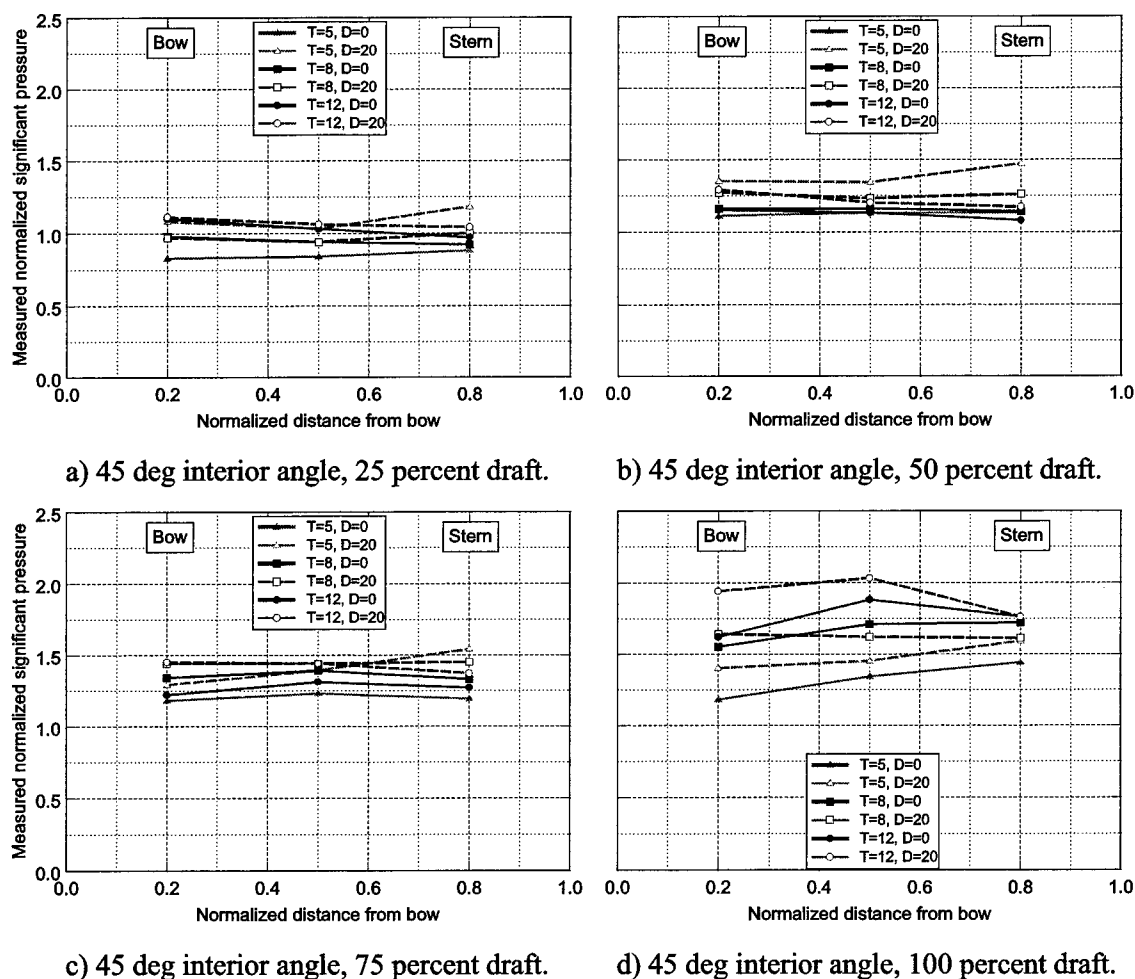 Measured normalized significant pressure
2.5
2.0
1.5
1.0
0.5
0.0
Bow
Stern
T=5, D=0
T=5, D=20
T=8, D=0
T=8, D=20
T=12, D=0
T=12, D=20
0.0 0.2 0.4 0.6 0.8 1.0
Normalized distance from bow
a) 45 deg interior angle, 25 percent draft.
Bow
Stern
T=5, D=0
T=5, D=20
T=8, D=0
T=8, D=20
T=12, D=0
T=12, D=20
0.0 0.2 0.4 0.6 0.8 1.0
Normalized distance from bow
b) 45 deg interior angle, 50 percent draft.
Measured normalized significant pressure
2.5
2.0
1.5
1.0
0.5
0.0
Bow
Stern
T=5, D=0
T=5, D=20
T=8, D=0
T=8, D=20
T=12, D=0
T=12, D=20
0.0 0.2 0.4 0.6 0.8 1.0
Normalized distance from bow
c) 45 deg interior angle, 75 percent draft.
Bow
Stern
T=5, D=0
T=5, D=20
T=8, D=0
T=8, D=20
T=12, D=0
T=12, D=20
0.0 0.2 0.4 0.6 0.8 1.0
Normalized distance from bow
d) 45 deg interior angle, 100 percent draft.